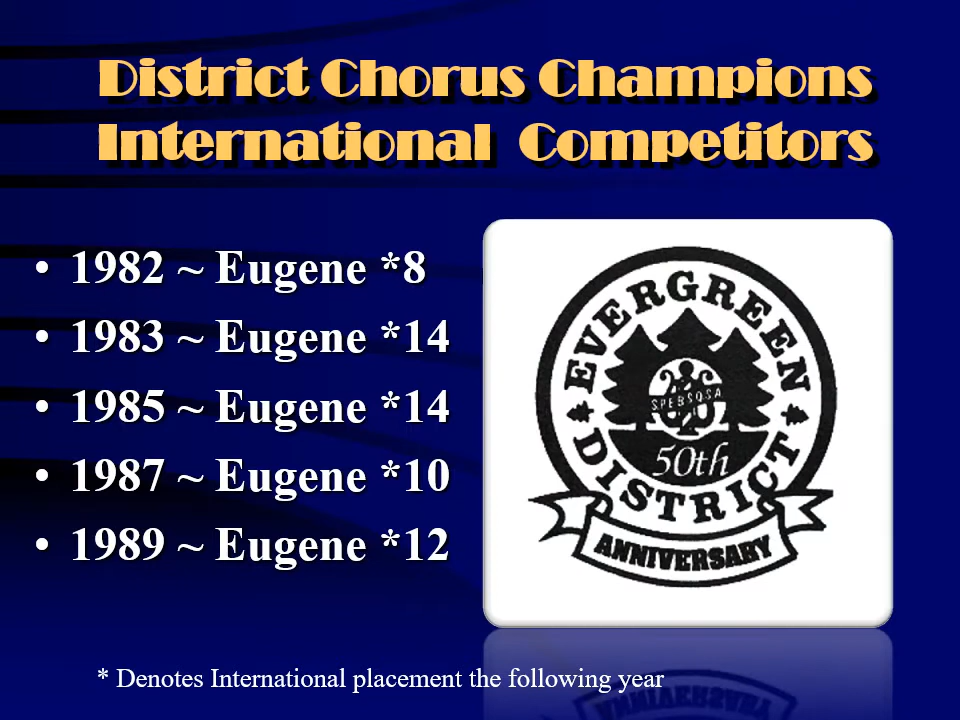 District Chorus Champions
International Competitors
• 1982 ~ Eugene *8
• 1983 ~ Eugene *14
• 1985 ~ Eugene *14
• 1987 ~ Eugene *10
• 1989 ~ Eugene *12
EVERGREEN
S.P.E.B.S.Q.S.A.
50th
DISTRICT
ANNIVERSARY
* Denotes International placement the following year